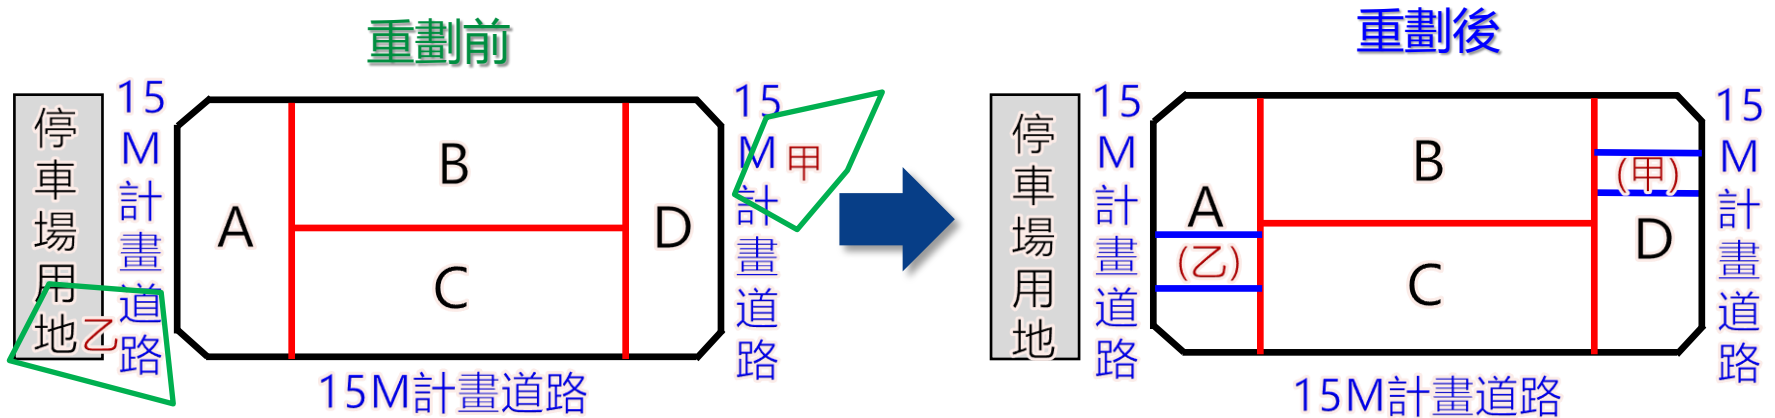 重劃前
停車場用地
15M計畫道路
A
B
C
D
15M計畫道路
甲
乙
15M計畫道路
重劃後
停車場用地
15M計畫道路
A
(乙)
B
C
(甲)
D
15M計畫道路
15M計畫道路